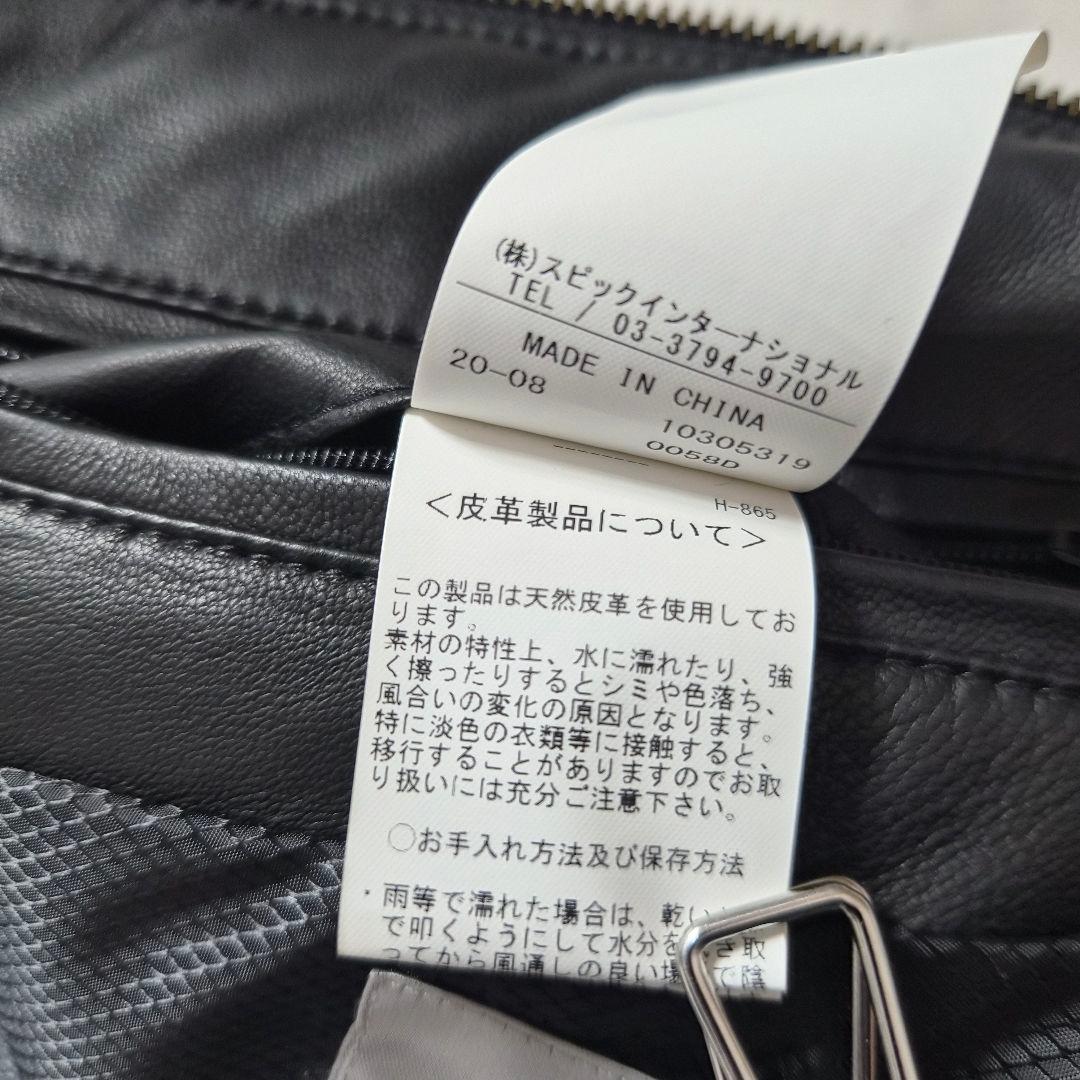 (株)スピックインターナショナル
TEL / 03-3794-9700
MADE IN CHINA
20-08
10305319
0058D
H-865
＜皮革製品について＞
この製品は天然皮革を使用してお
ります。
素材の特性上、水に濡れたり、強
く擦ったりするとシミや色落ち、
風合いの変化の原因となります。
特に淡色の衣類等に接触すると、
移行することがありますのでお取
り扱いには充分ご注意下さい。
○お手入れ方法及び保存方法
・雨等で濡れた場合は、乾い
で叩くようにして水分を き取
ってから風通しの良い場 で陰